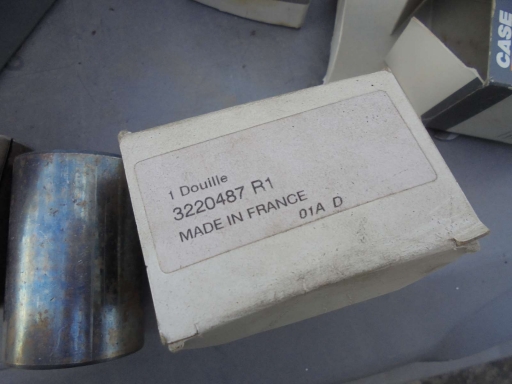 CASE
1 Douille
3220487 R1
MADE IN FRANCE
01A D